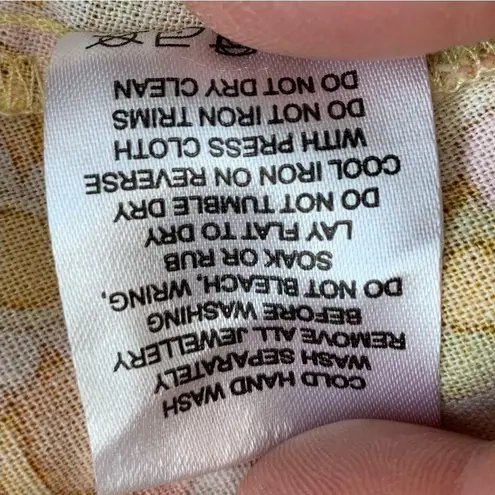 COLD HAND WASH
WASH SEPARATELY
REMOVE ALL JEWELLERY
BEFORE WASHING
DO NOT BLEACH, WRING,
SOAK OR RUB
LAY FLAT TO DRY
DO NOT TUMBLE DRY
COOL IRON ON REVERSE
WITH PRESS CLOTH
DO NOT IRON TRIMS
DO NOT DRY CLEAN